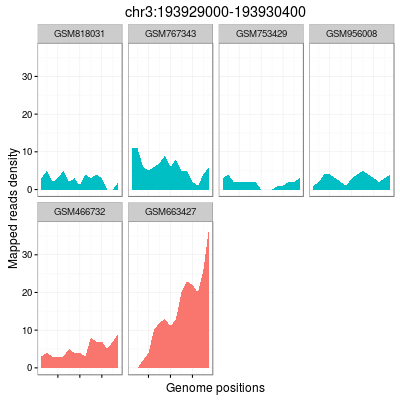 chr3:193929000-193930400
GSM818031 GSM767343 GSM753429 GSM956008
30
20
10
0
Mapped reads density
GSM466732 GSM663427
30
20
10
0
Genome positions